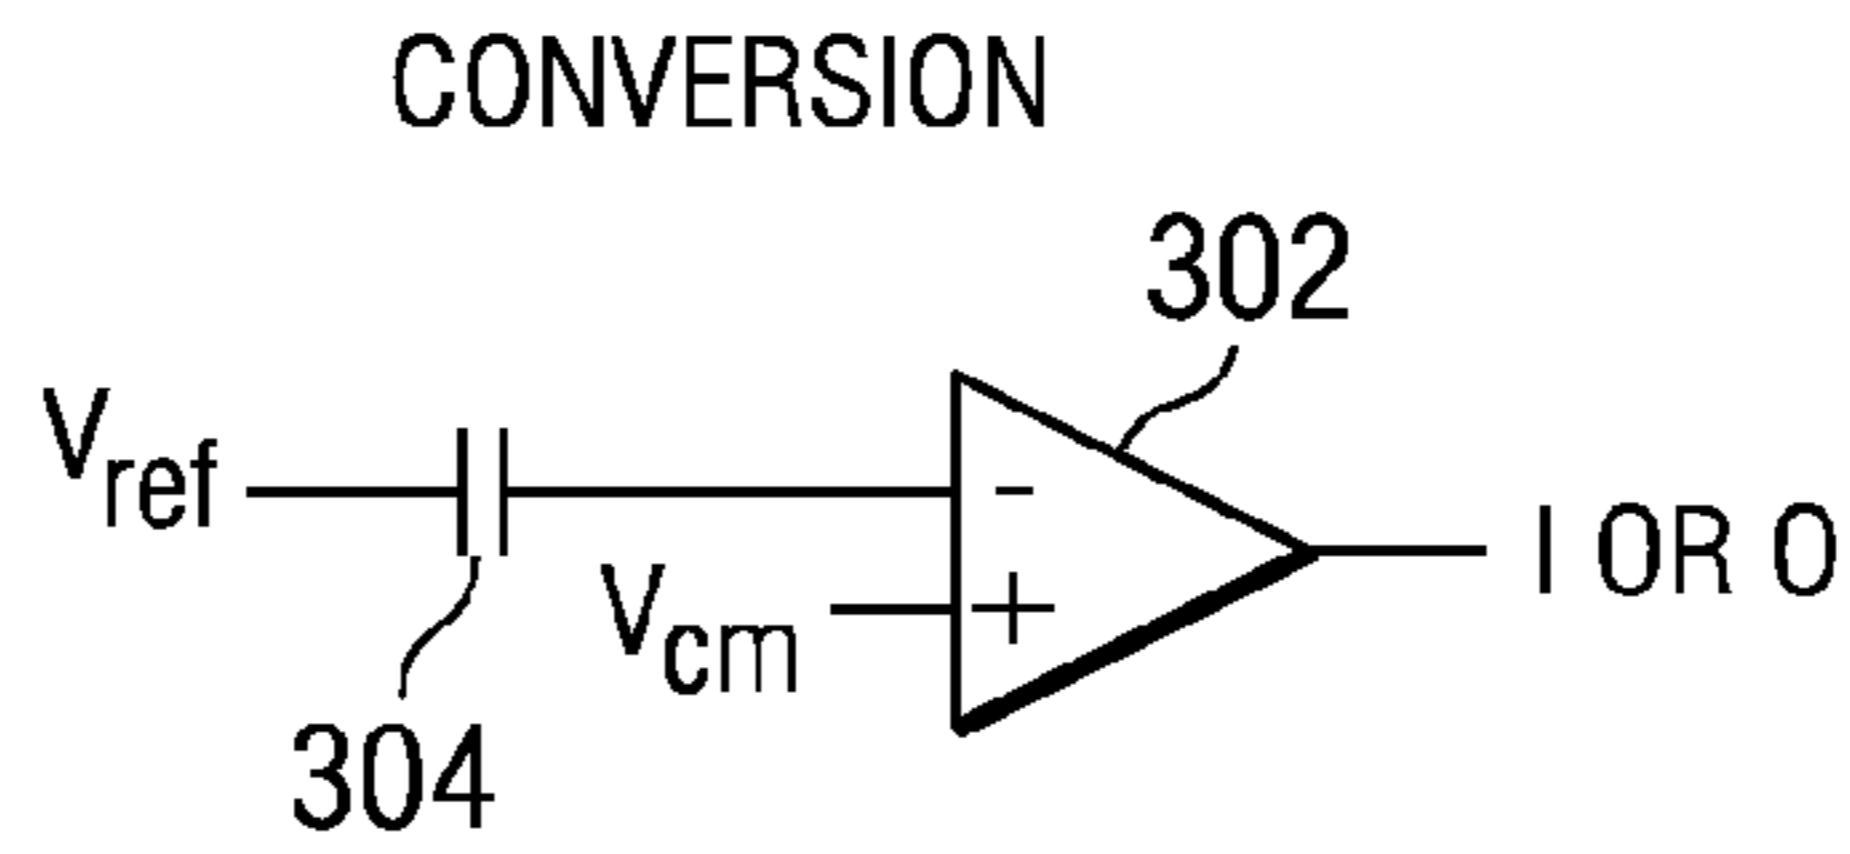 CONVERSION
302
Vref
-
I OR O
Vcm
+
304